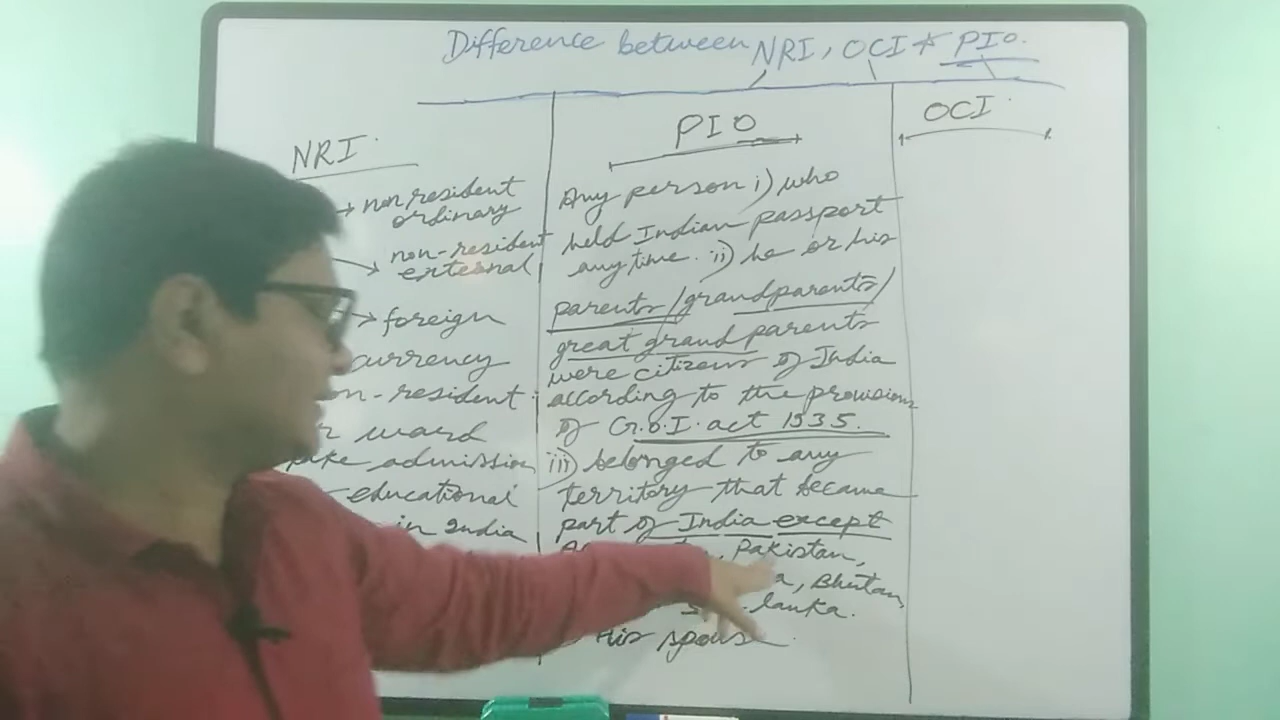 Difference between NRI, OCI & PIO.
NRI
→ non resident
ordinary
non-resident
external
→ foreign
currency
non-resident
ward
take admission
educational
in India
PIO
Any person i) who
held Indian passport
any time. ii) he or his
parents/grandparents/
great grand parents
were citizens of India
according to the provisions
of G.O.I. act 1935.
iii) belonged to any
territory that became
part of India except
Pakistan,
Bhutan,
lanka.
His spouse
OCI